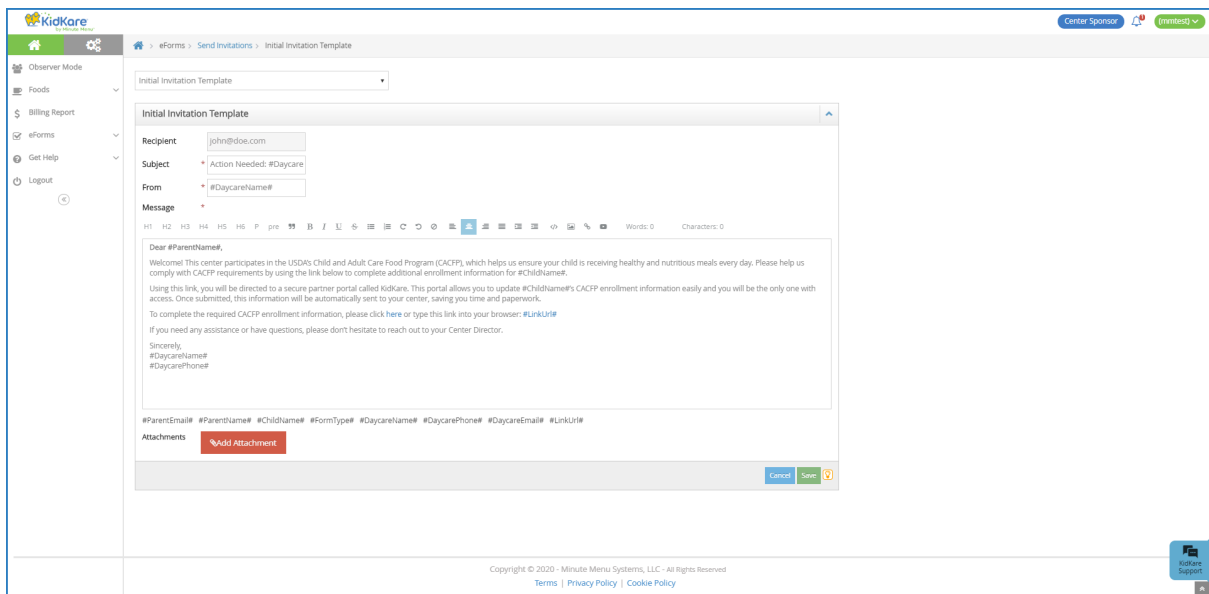 KidKare
by Minute Menu
Center Sponsor
(mmtest)
eForms > Send Invitations > Initial Invitation Template
Observer Mode
Foods
Billing Report
eForms
Get Help
Logout
Initial Invitation Template
Initial Invitation Template
Recipient john@doe.com
Subject * Action Needed: #Daycare
From * #DaycareName#
Message *
H1 H2 H3 H4 H5 H6 P pre B I U S Words: 0 Characters: 0
Dear #ParentName#,
Welcome! This center participates in the USDA's Child and Adult Care Food Program (CACFP), which helps us ensure your child is receiving healthy and nutritious meals every day. Please help us
comply with CACFP requirements by using the link below to complete additional enrollment information for #ChildName#.
Using this link, you will be directed to a secure partner portal called KidKare. This portal allows you to update #ChildName#'s CACFP enrollment information easily and you will be the only one with
access. Once submitted, this information will be automatically sent to your center, saving you time and paperwork.
To complete the required CACFP enrollment information, please click here or type this link into your browser: #LinkUrl#
If you need any assistance or have questions, please don't hesitate to reach out to your Center Director.
Sincerely,
#DaycareName#
#DaycarePhone#
#ParentEmail# #ParentName# #ChildName# #FormType# #DaycareName# #DaycarePhone# #DaycareEmail# #LinkUrl#
Attachments Add Attachment
Cancel Save
Copyright © 2020 - Minute Menu Systems, LLC - All Rights Reserved
Terms | Privacy Policy | Cookie Policy
KidKare
Support